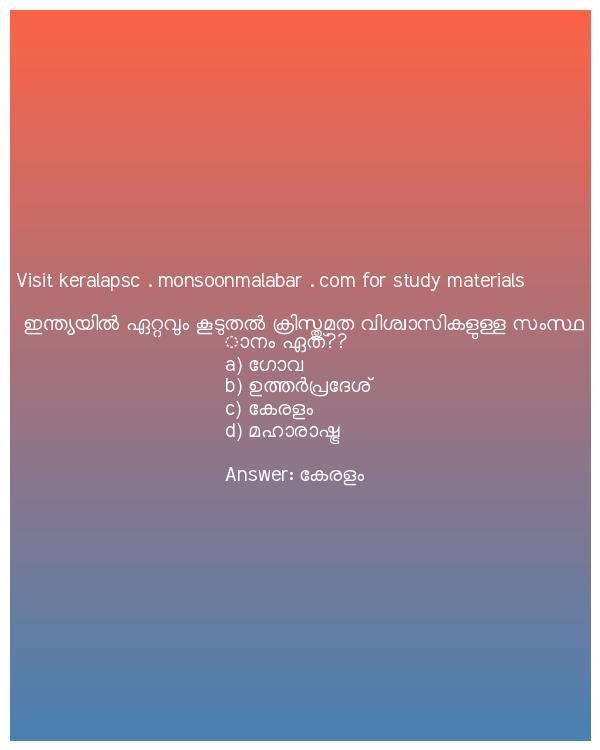 Visit keralapsc . monsoonmalabar . com for study materials
ഇന്ത്യയിൽ ഏറ്റവും കൂടുതൽ ക്രിസ്തുമത വിശ്വാസികളുള്ള സംസ്ഥ
ാനം ഏത്??
a) ഗോവ
b) ഉത്തർപ്രദേശ്
c) കേരളം
d) മഹാരാഷ്ട്ര
Answer: കേരളം